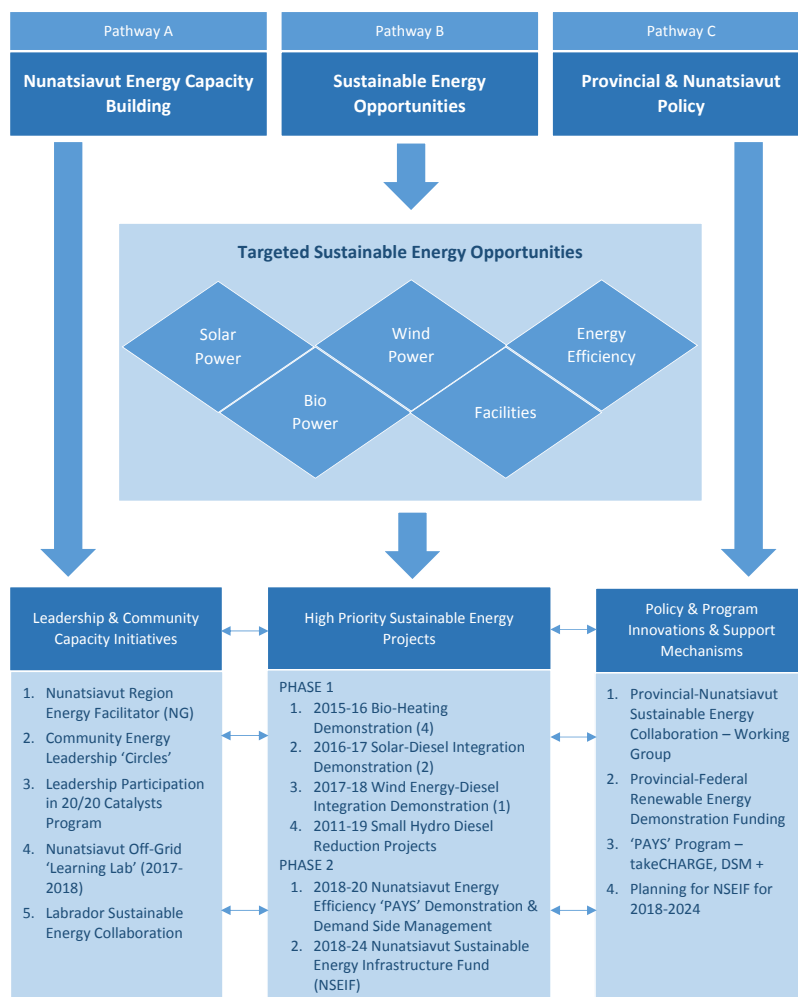 Pathway A
Nunatsiavut Energy Capacity
Building
Pathway B
Sustainable Energy
Opportunities
Pathway C
Provincial & Nunatsiavut
Policy
Targeted Sustainable Energy Opportunities
Solar
Power
Wind
Power
Energy
Efficiency
Bio
Power
Facilities
Leadership & Community
Capacity Initiatives
1. Nunatsiavut Region
Energy Facilitator (NG)
2. Community Energy
Leadership ‘Circles’
3. Leadership Participation
in 20/20 Catalysts
Program
4. Nunatsiavut Off-Grid
‘Learning Lab’ (2017-
2018)
5. Labrador Sustainable
Energy Collaboration
High Priority Sustainable Energy
Projects
PHASE 1
1. 2015-16 Bio-Heating
Demonstration (4)
2. 2016-17 Solar-Diesel Integration
Demonstration (2)
3. 2017-18 Wind Energy-Diesel
Integration Demonstration (1)
4. 2011-19 Small Hydro Diesel
Reduction Projects
PHASE 2
1. 2018-20 Nunatsiavut Energy
Efficiency ‘PAYS’ Demonstration &
Demand Side Management
2. 2018-24 Nunatsiavut Sustainable
Energy Infrastructure Fund
(NSEIF)
Policy & Program
Innovations & Support
Mechanisms
1. Provincial-Nunatsiavut
Sustainable Energy
Collaboration – Working
Group
2. Provincial-Federal
Renewable Energy
Demonstration Funding
3. ‘PAYS’ Program –
takeCHARGE, DSM +
4. Planning for NSEIF for
2018-2024